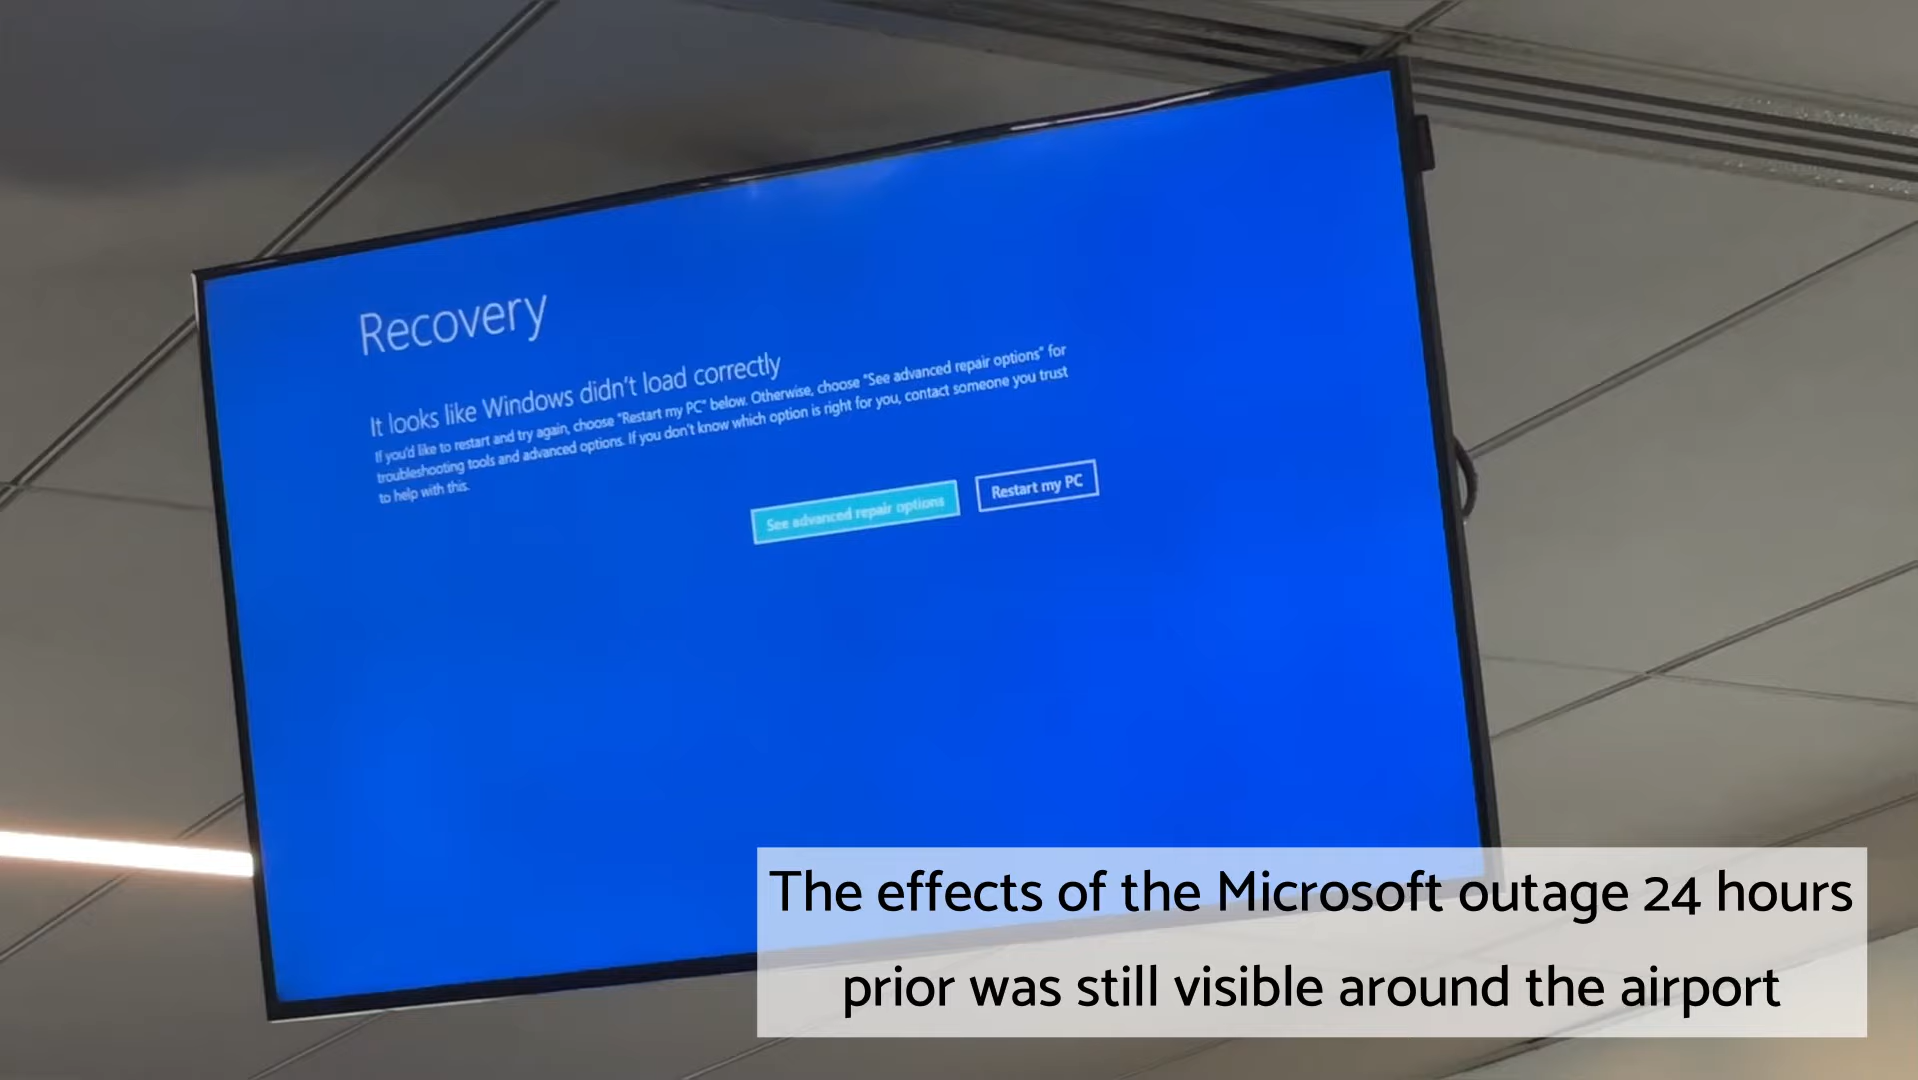 Recovery
It looks like Windows didn't load correctly
If you'd like to restart and try again, choose "Restart my PC" below. Otherwise, choose "See advanced repair options" for
troubleshooting tools and advanced options. If you don't know which option is right for you, contact someone you trust
to help with this.
See advanced repair options
Restart my PC
The effects of the Microsoft outage 24 hours
prior was still visible around the airport